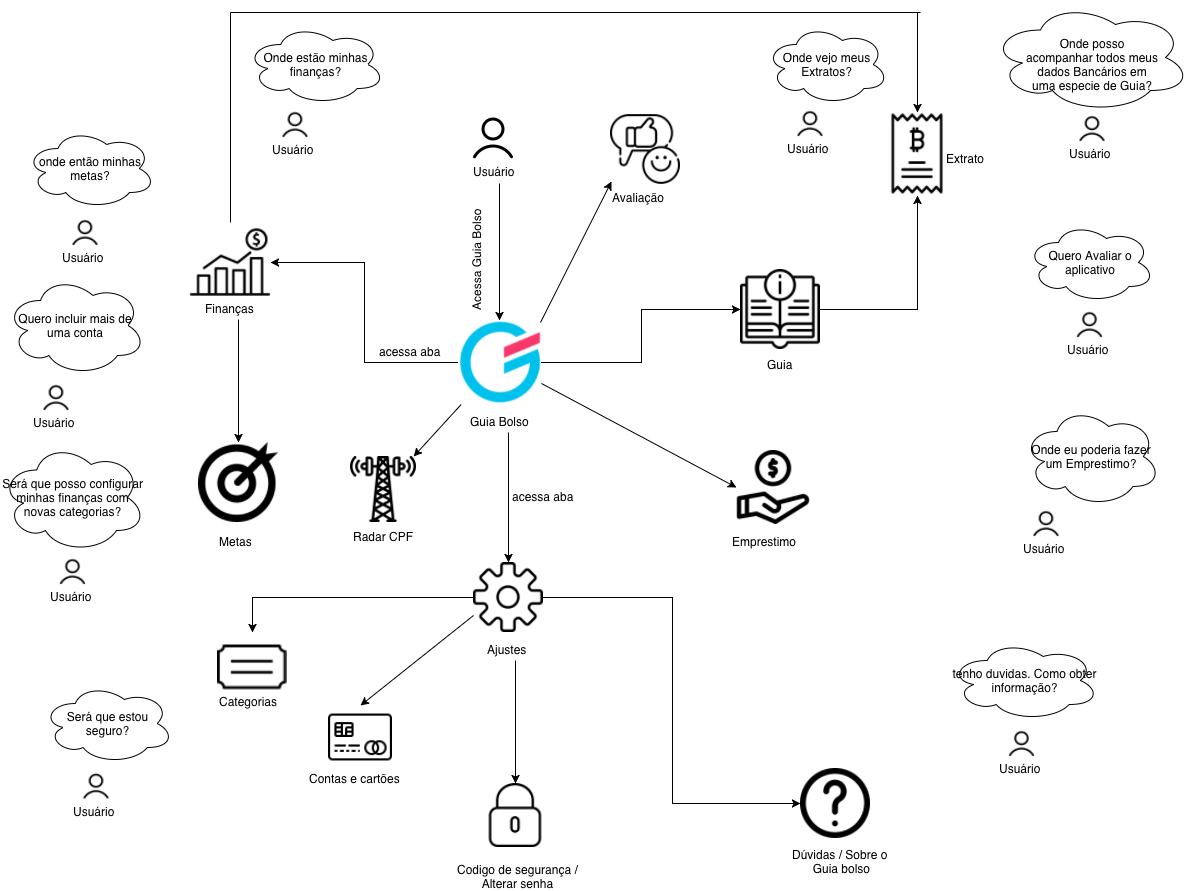 Onde estão minhas
finanças?
Usuário
Onde vejo meus
Extratos?
Usuário
Onde posso
acompanhar todos meus
dados Bancários em
uma especie de Guia?
Usuário
onde então minhas
metas?
Usuário
Usuário
Acessa Guia Bolso
Avaliação
Extrato
Quero Avaliar o
aplicativo
Usuário
Finanças
Quero incluir mais de
uma conta
Usuário
acessa aba
Guia
Guia Bolso
Onde eu poderia fazer
um Emprestimo?
Usuário
Será que posso configurar
minhas finanças com
novas categorias?
Usuário
Metas
Radar CPF
acessa aba
Emprestimo
Ajustes
Categorias
tenho duvidas. Como obter
informação?
Usuário
Será que estou
seguro?
Usuário
Contas e cartões
Codigo de segurança /
Alterar senha
Dúvidas / Sobre o
Guia bolso